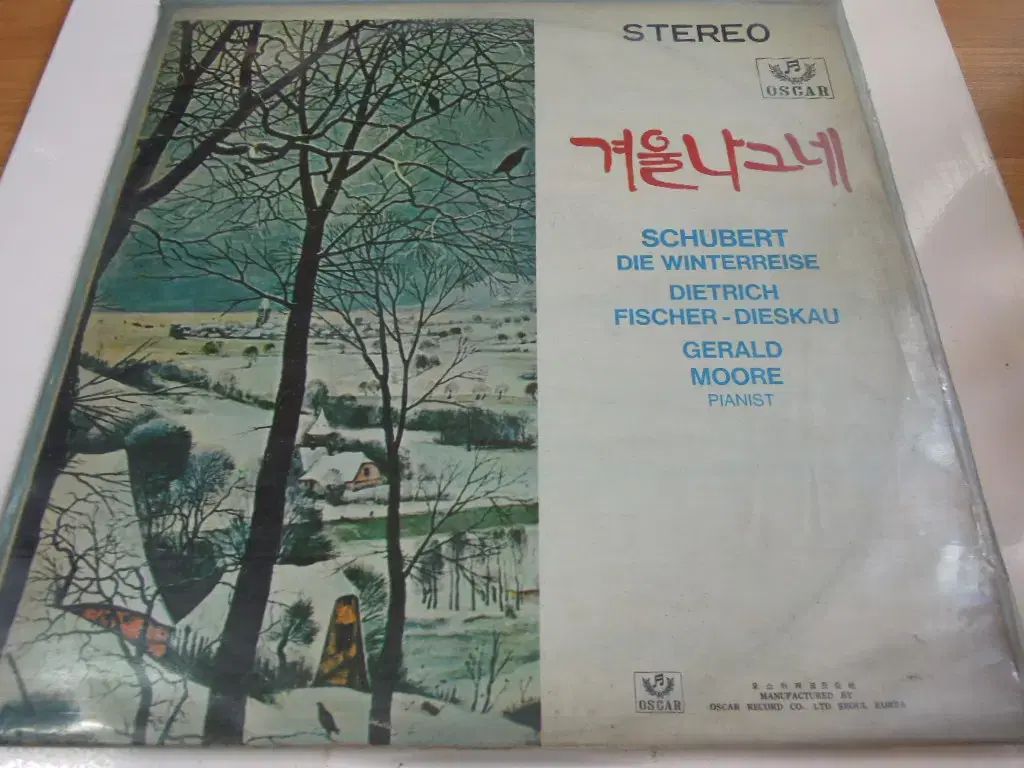 STEREO
OSCAR
겨울나그네
SCHUBERT
DIE WINTERREISE
DIETRICH
FISCHER-DIESKAU
GERALD
MOORE
PIANIST
OSCAR
MANUFACTURED BY
OSCAR RECORD CO. LTD SEOUL KOREA